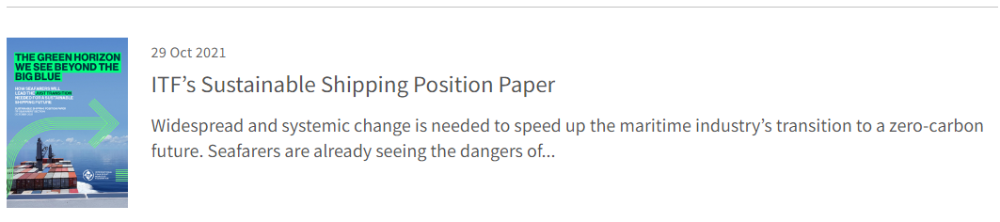 THE GREEN HORIZON
WE SEE BEYOND THE
BIG BLUE
HOW SEAFARERS WILL
LEAD THE JUST TRANSITION
NEEDED FOR A SUSTAINABLE
SHIPPING FUTURE
29 Oct 2021
ITF’s Sustainable Shipping Position Paper
Widespread and systemic change is needed to speed up the maritime industry’s transition to a zero-carbon
future. Seafarers are already seeing the dangers of...